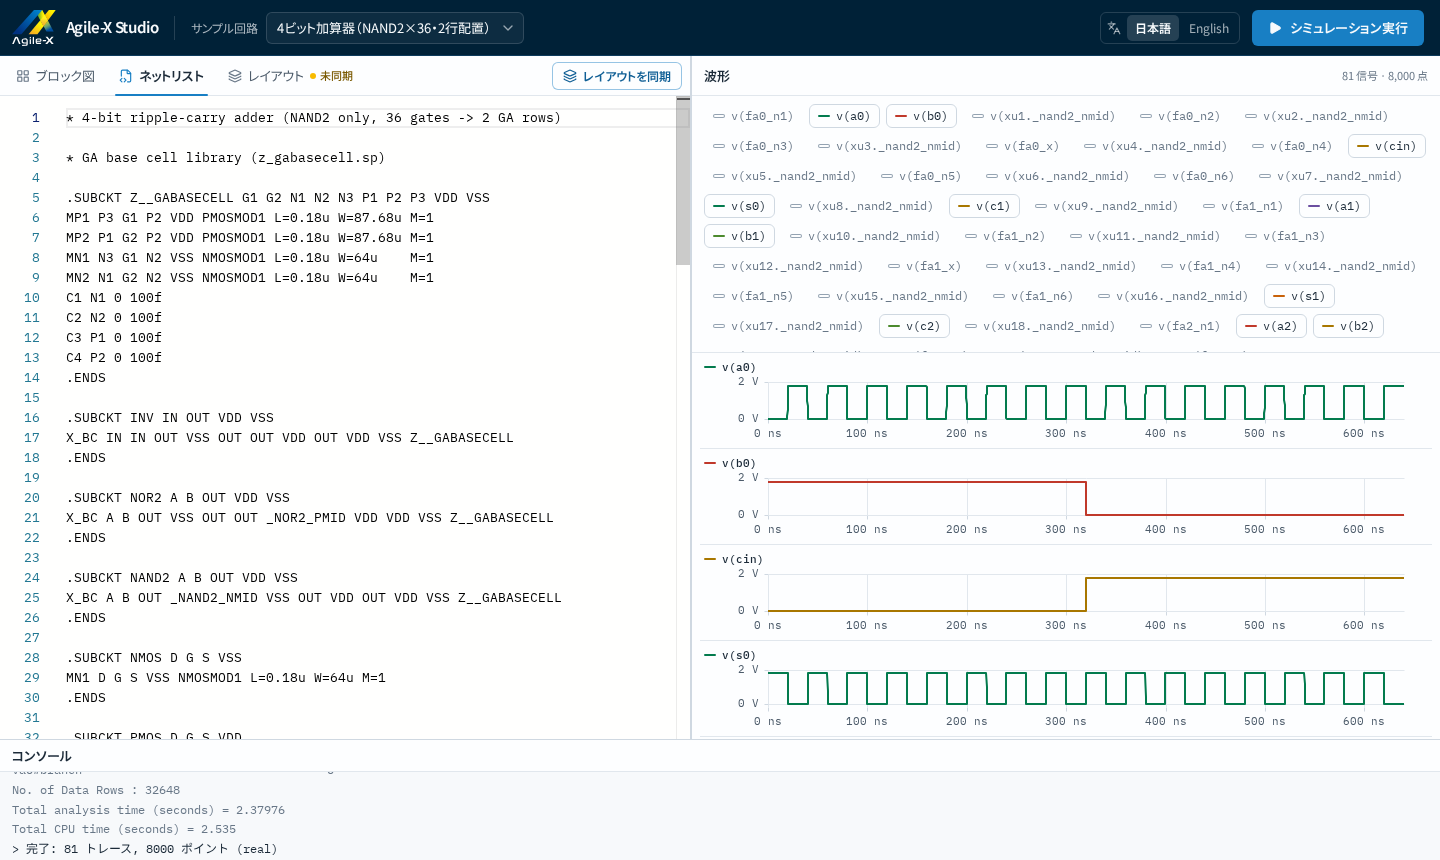 Agile-X
Agile-X Studio
サンプル回路
4ビット加算器（NAND2×36・2行配置）
日本語
English
シミュレーション実行
ブロック図
ネットリスト
レイアウト
未同期
レイアウトを同期
1 * 4-bit ripple-carry adder (NAND2 only, 36 gates -> 2 GA rows)
2
3 * GA base cell library (z_gabasecell.sp)
4
5 .SUBCKT Z__GABASECELL G1 G2 N1 N2 N3 P1 P2 P3 VDD VSS
6 MP1 P3 G1 P2 VDD PMOSMOD1 L=0.18u W=87.68u M=1
7 MP2 P1 G2 P2 VDD PMOSMOD1 L=0.18u W=87.68u M=1
8 MN1 N3 G1 N2 VSS NMOSMOD1 L=0.18u W=64u    M=1
9 MN2 N1 G2 N2 VSS NMOSMOD1 L=0.18u W=64u    M=1
10 C1 N1 0 100f
11 C2 N2 0 100f
12 C3 P1 0 100f
13 C4 P2 0 100f
14 .ENDS
15
16 .SUBCKT INV IN OUT VDD VSS
17 X_BC IN IN OUT VSS OUT OUT VDD OUT VDD VSS Z__GABASECELL
18 .ENDS
19
20 .SUBCKT NOR2 A B OUT VDD VSS
21 X_BC A B OUT VSS OUT OUT _NOR2_PMID VDD VDD VSS Z__GABASECELL
22 .ENDS
23
24 .SUBCKT NAND2 A B OUT VDD VSS
25 X_BC A B OUT _NAND2_NMID VSS OUT VDD OUT VDD VSS Z__GABASECELL
26 .ENDS
27
28 .SUBCKT NMOS D G S VSS
29 MN1 D G S VSS NMOSMOD1 L=0.18u W=64u M=1
30 .ENDS
31
32 .SUBCKT PMOS D G S VDD
波形
81 信号 · 8,000 点
v(fa0_n1) v(a0) v(b0) v(xu1._nand2_nmid) v(fa0_n2) v(xu2._nand2_nmid)
v(fa0_n3) v(xu3._nand2_nmid) v(fa0_x) v(xu4._nand2_nmid) v(fa0_n4) v(cin)
v(xu5._nand2_nmid) v(fa0_n5) v(xu6._nand2_nmid) v(fa0_n6) v(xu7._nand2_nmid)
v(s0) v(xu8._nand2_nmid) v(c1) v(xu9._nand2_nmid) v(fa1_n1) v(a1)
v(b1) v(xu10._nand2_nmid) v(fa1_n2) v(xu11._nand2_nmid) v(fa1_n3)
v(xu12._nand2_nmid) v(fa1_x) v(xu13._nand2_nmid) v(fa1_n4) v(xu14._nand2_nmid)
v(fa1_n5) v(xu15._nand2_nmid) v(fa1_n6) v(xu16._nand2_nmid) v(s1)
v(xu17._nand2_nmid) v(c2) v(xu18._nand2_nmid) v(fa2_n1) v(a2) v(b2)
v(a0)
2 V
0 V
0 ns 100 ns 200 ns 300 ns 400 ns 500 ns 600 ns
v(b0)
2 V
0 V
0 ns 100 ns 200 ns 300 ns 400 ns 500 ns 600 ns
v(cin)
2 V
0 V
0 ns 100 ns 200 ns 300 ns 400 ns 500 ns 600 ns
v(s0)
2 V
0 V
0 ns 100 ns 200 ns 300 ns 400 ns 500 ns 600 ns
コンソール
No. of Data Rows : 32648
Total analysis time (seconds) = 2.37976
Total CPU time (seconds) = 2.535
> 完了: 81 トレース, 8000 ポイント (real)